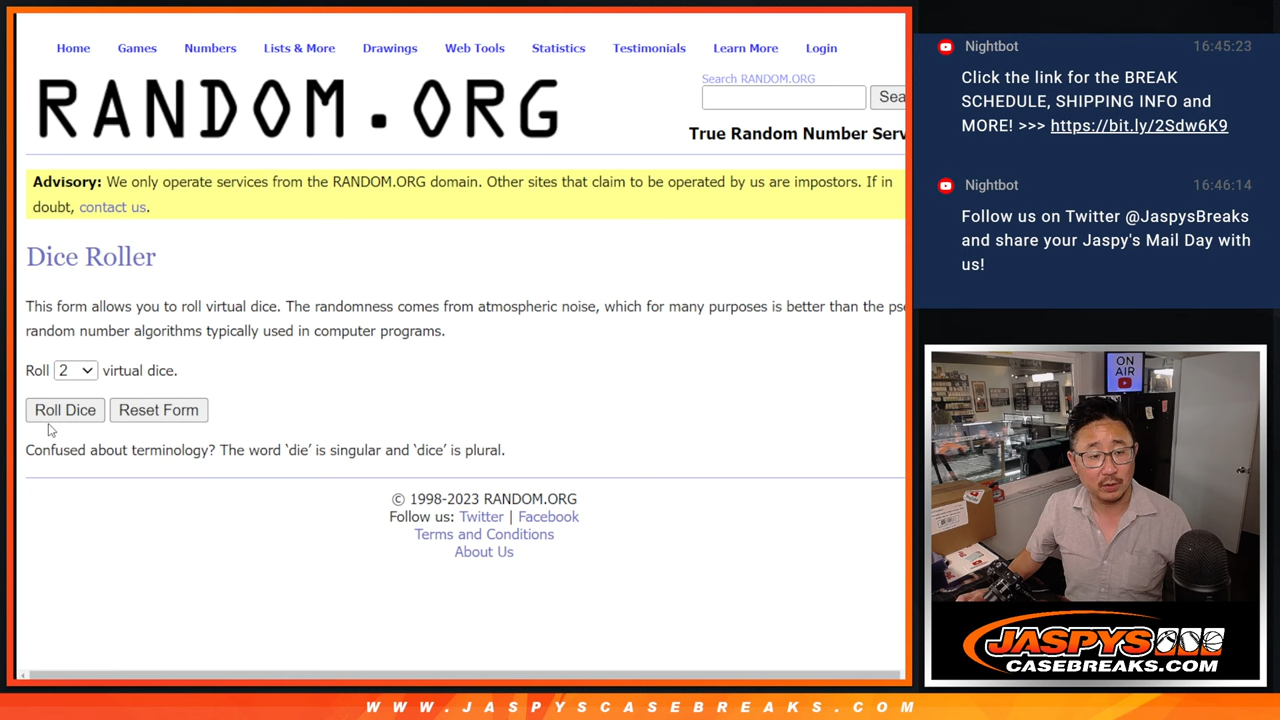 Home Games Numbers Lists & More Drawings Web Tools Statistics Testimonials Learn More Login
RANDOM.ORG
Search RANDOM.ORG
Sea
True Random Number Serv
Advisory: We only operate services from the RANDOM.ORG domain. Other sites that claim to be operated by us are impostors. If in
doubt, contact us.
Dice Roller
This form allows you to roll virtual dice. The randomness comes from atmospheric noise, which for many purposes is better than the pse
random number algorithms typically used in computer programs.
Roll 2 virtual dice.
Roll Dice Reset Form
Confused about terminology? The word ‘die’ is singular and ‘dice’ is plural.
© 1998-2023 RANDOM.ORG
Follow us: Twitter | Facebook
Terms and Conditions
About Us
Nightbot 16:45:23
Click the link for the BREAK
SCHEDULE, SHIPPING INFO and
MORE! >>> https://bit.ly/2Sdw6K9
Nightbot 16:46:14
Follow us on Twitter @JaspysBreaks
and share your Jaspy's Mail Day with
us!
ON
AIR
JASPYS
CASEBREAKS.COM
WWW.JASPYSCASEBREAKS.COM